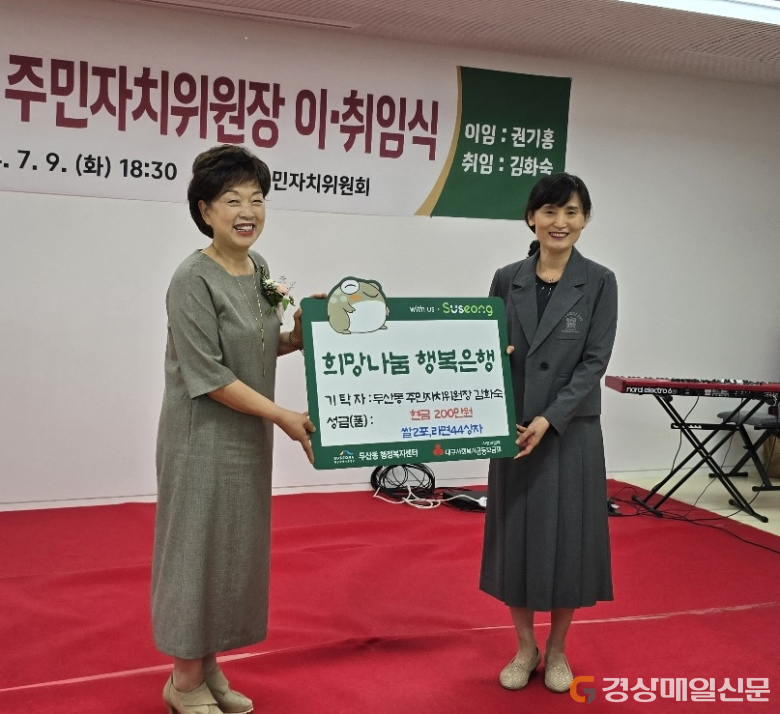 주민자치위원장 이·취임식
이임 : 권기홍
취임 : 김화숙
. 7. 9. (화) 18:30
민자치위원회
with us · Suseong
희망나눔 행복은행
기 탁 자 : 두산동 주민자치위원장 김화숙
성금(품) : 현금 200만원
쌀2포, 라면44상자
SUSEONG
두산동 행정복지센터
대구사회복지공동모금회
nord electro 6
경상매일신문